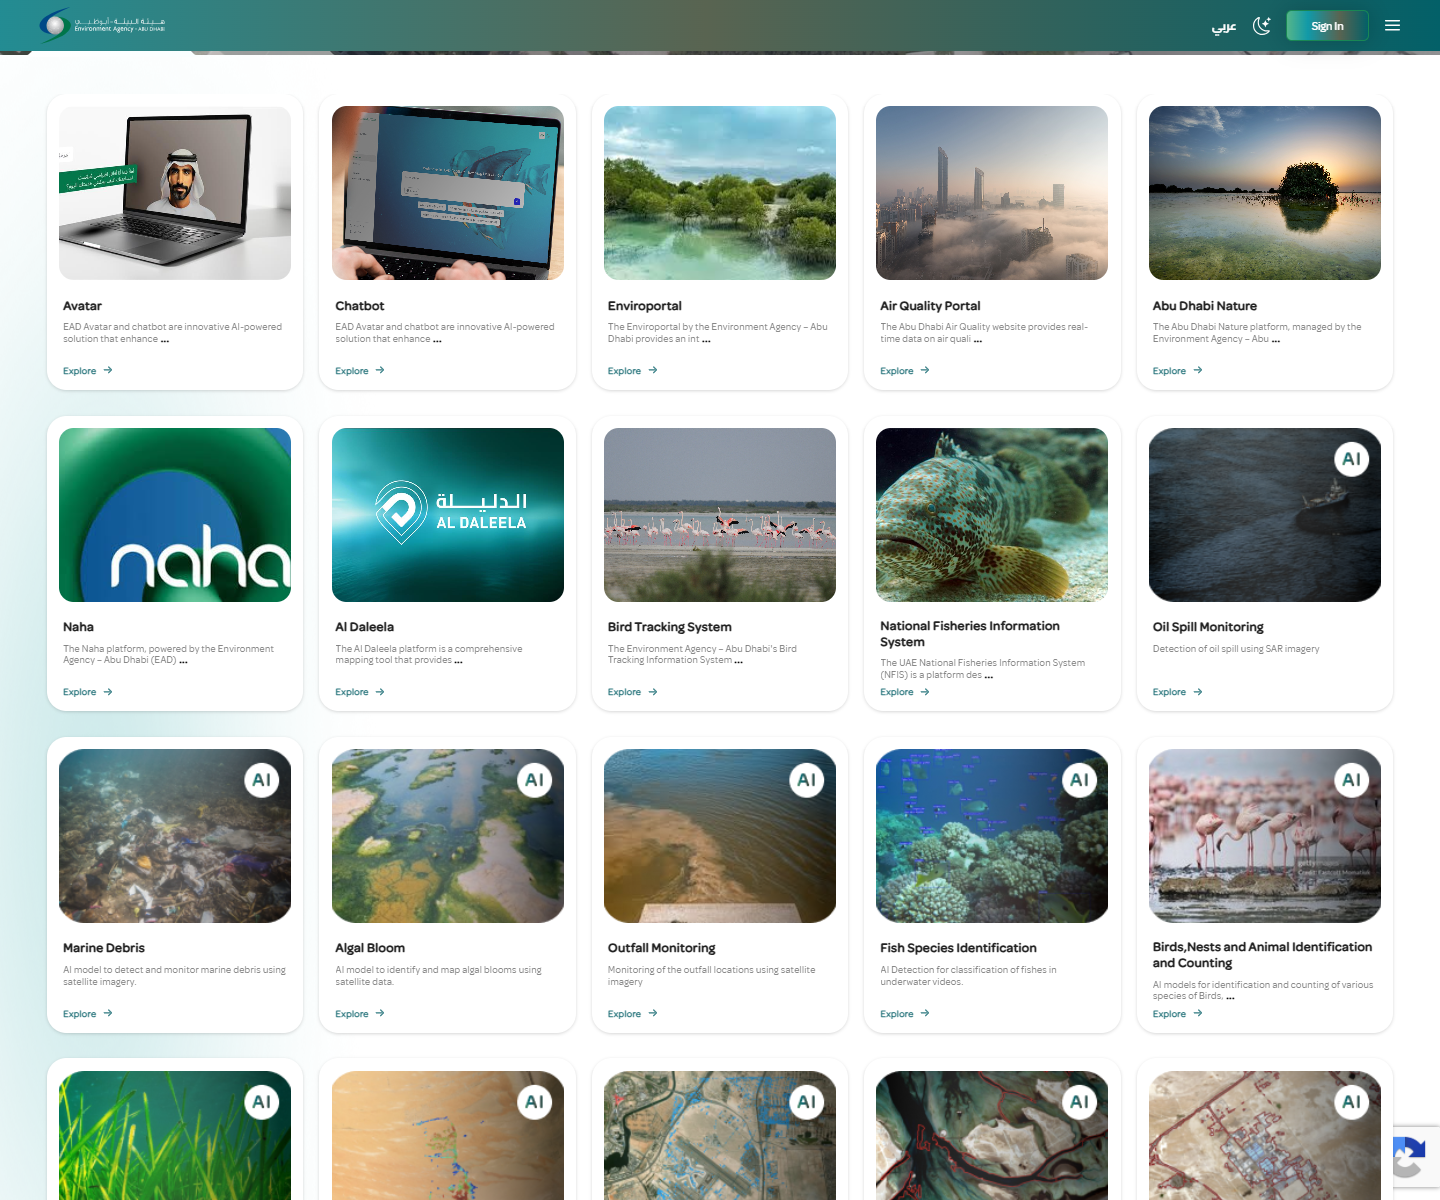 هيئة البيئة - أبوظبي
Environment Agency - ABU DHABI
عربي
Sign In
Avatar
EAD Avatar and chatbot are innovative AI-powered
solution that enhance ...
Explore
Chatbot
EAD Avatar and chatbot are innovative AI-powered
solution that enhance ...
Explore
Enviroportal
The Enviroportal by the Environment Agency – Abu
Dhabi provides an int ...
Explore
Air Quality Portal
The Abu Dhabi Air Quality website provides real-
time data on air quali ...
Explore
Abu Dhabi Nature
The Abu Dhabi Nature platform, managed by the
Environment Agency – Abu ...
Explore
naha
Naha
The Naha platform, powered by the Environment
Agency – Abu Dhabi (EAD) ...
Explore
الدليلة
AL DALEELA
Al Daleela
The Al Daleela platform is a comprehensive
mapping tool that provides ...
Explore
Bird Tracking System
The Environment Agency – Abu Dhabi's Bird
Tracking Information System ...
Explore
National Fisheries Information
System
The UAE National Fisheries Information System
(NFIS) is a platform des ...
Explore
AI
Oil Spill Monitoring
Detection of oil spill using SAR imagery
Explore
AI
Marine Debris
AI model to detect and monitor marine debris using
satellite imagery.
Explore
AI
Algal Bloom
AI model to identify and map algal blooms using
satellite data.
Explore
AI
Outfall Monitoring
Monitoring of the outfall locations using satellite
imagery
Explore
AI
Fish Species Identification
AI Detection for classification of fishes in
underwater videos.
Explore
AI
Birds,Nests and Animal Identification
and Counting
AI models for identification and counting of various
species of Birds, ...
Explore
AI
AI
AI
AI
AI